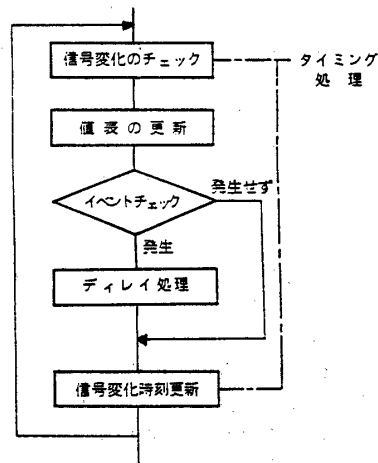 信号変化のチェック
タイミング
処理
値表の更新
イベントチェック
発生せず
発生
ディレイ処理
信号変化時刻更新